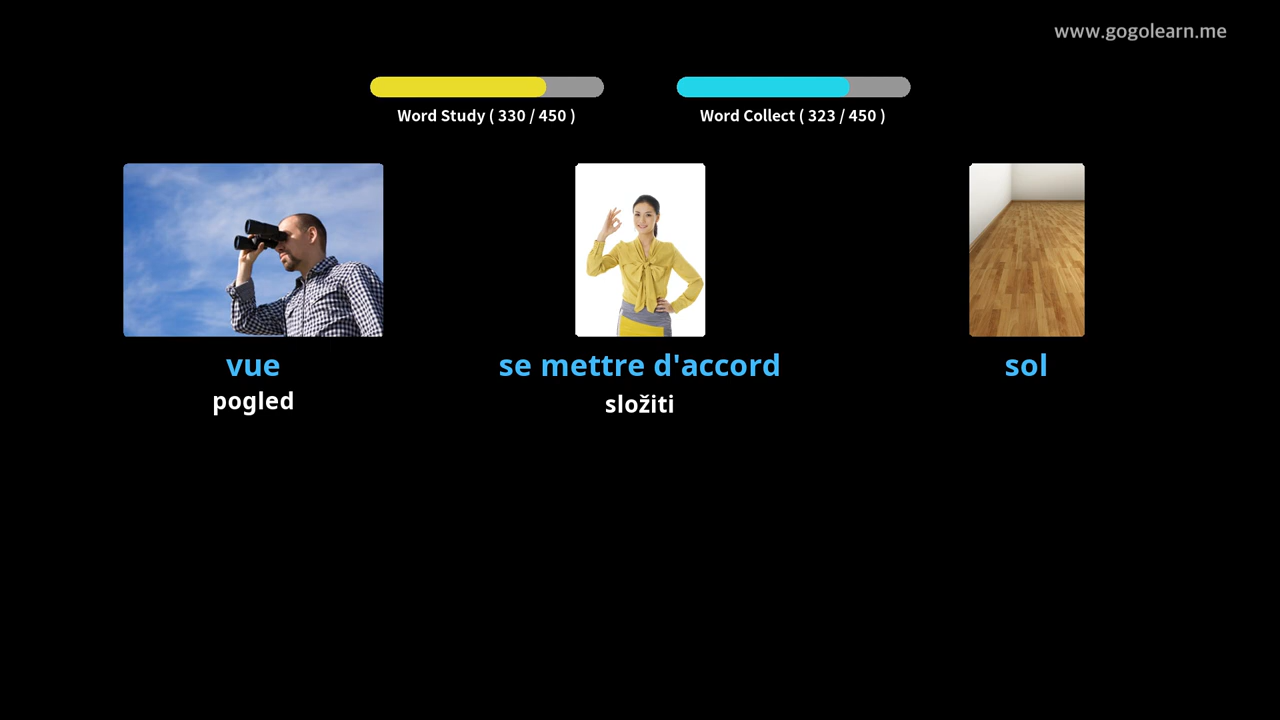 www.gogolearn.me
Word Study ( 330 / 450 )
Word Collect ( 323 / 450 )
vue
pogled
se mettre d'accord
složiti
sol